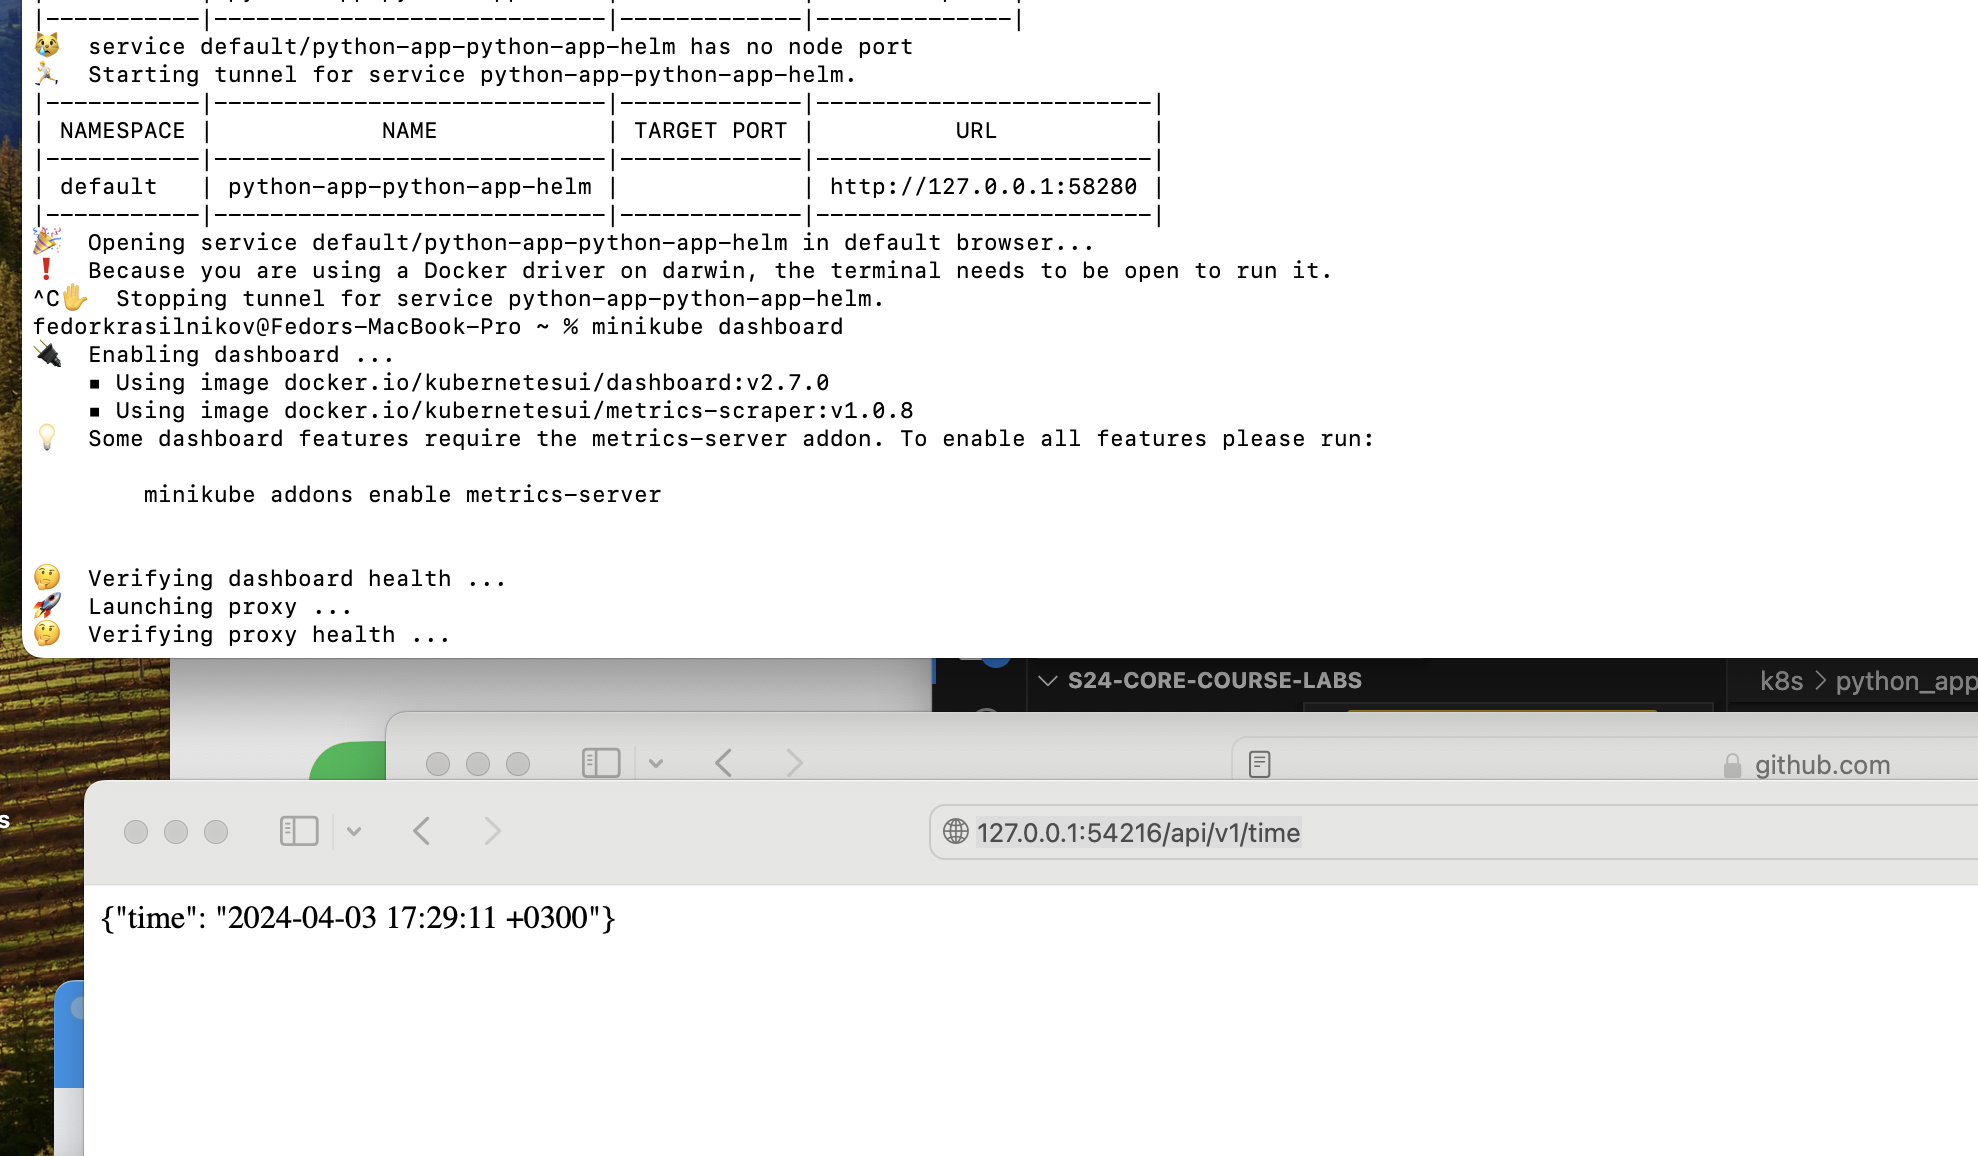 |-----------|----------------------------|-------------|--------------|
service default/python-app-python-app-helm has no node port
Starting tunnel for service python-app-python-app-helm.
|-----------|----------------------------|-------------|------------------------|
| NAMESPACE |            NAME            | TARGET PORT |          URL           |
|-----------|----------------------------|-------------|------------------------|
| default   | python-app-python-app-helm |             | http://127.0.0.1:58280 |
|-----------|----------------------------|-------------|------------------------|
Opening service default/python-app-python-app-helm in default browser...
Because you are using a Docker driver on darwin, the terminal needs to be open to run it.
^C Stopping tunnel for service python-app-python-app-helm.
fedorkrasilnikov@Fedors-MacBook-Pro ~ % minikube dashboard
Enabling dashboard ...
▪ Using image docker.io/kubernetesui/dashboard:v2.7.0
▪ Using image docker.io/kubernetesui/metrics-scraper:v1.0.8
Some dashboard features require the metrics-server addon. To enable all features please run:
minikube addons enable metrics-server
Verifying dashboard health ...
Launching proxy ...
Verifying proxy health ...
S24-CORE-COURSE-LABS
k8s > python_app
github.com
s
127.0.0.1:54216/api/v1/time
{"time": "2024-04-03 17:29:11 +0300"}